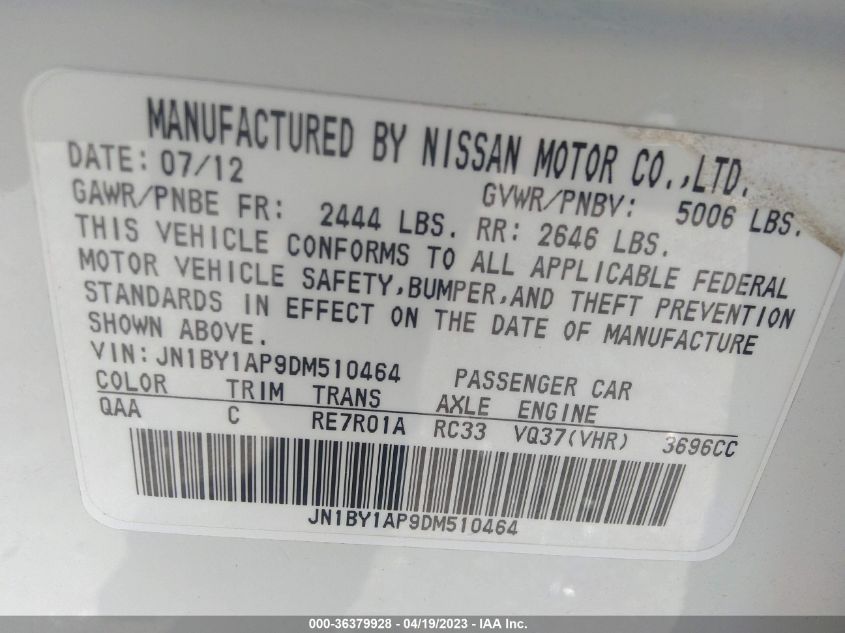 MANUFACTURED BY NISSAN MOTOR CO.,LTD.
DATE: 07/12 GVWR/PNBV: 5006 LBS.
GAWR/PNBE FR: 2444 LBS. RR: 2646 LBS.
THIS VEHICLE CONFORMS TO ALL APPLICABLE FEDERAL
MOTOR VEHICLE SAFETY,BUMPER,AND THEFT PREVENTION
STANDARDS IN EFFECT ON THE DATE OF MANUFACTURE
SHOWN ABOVE.
VIN:JN1BY1AP9DM510464 PASSENGER CAR
COLOR TRIM TRANS AXLE ENGINE
QAA C RE7R01A RC33 VQ37(VHR) 3696CC
JN1BY1AP9DM510464
000-36379928 - 04/19/2023 - IAA Inc.